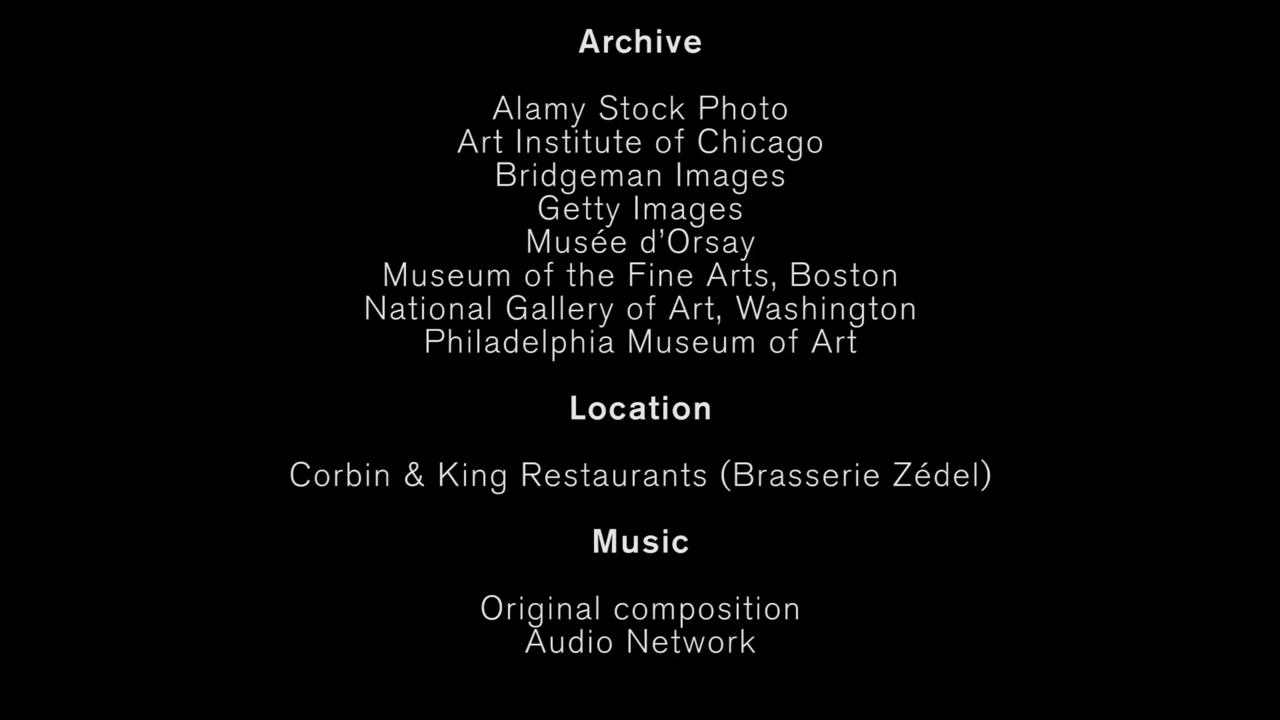 Archive
Alamy Stock Photo
Art Institute of Chicago
Bridgeman Images
Getty Images
Musée d’Orsay
Museum of the Fine Arts, Boston
National Gallery of Art, Washington
Philadelphia Museum of Art
Location
Corbin & King Restaurants (Brasserie Zédel)
Music
Original composition
Audio Network